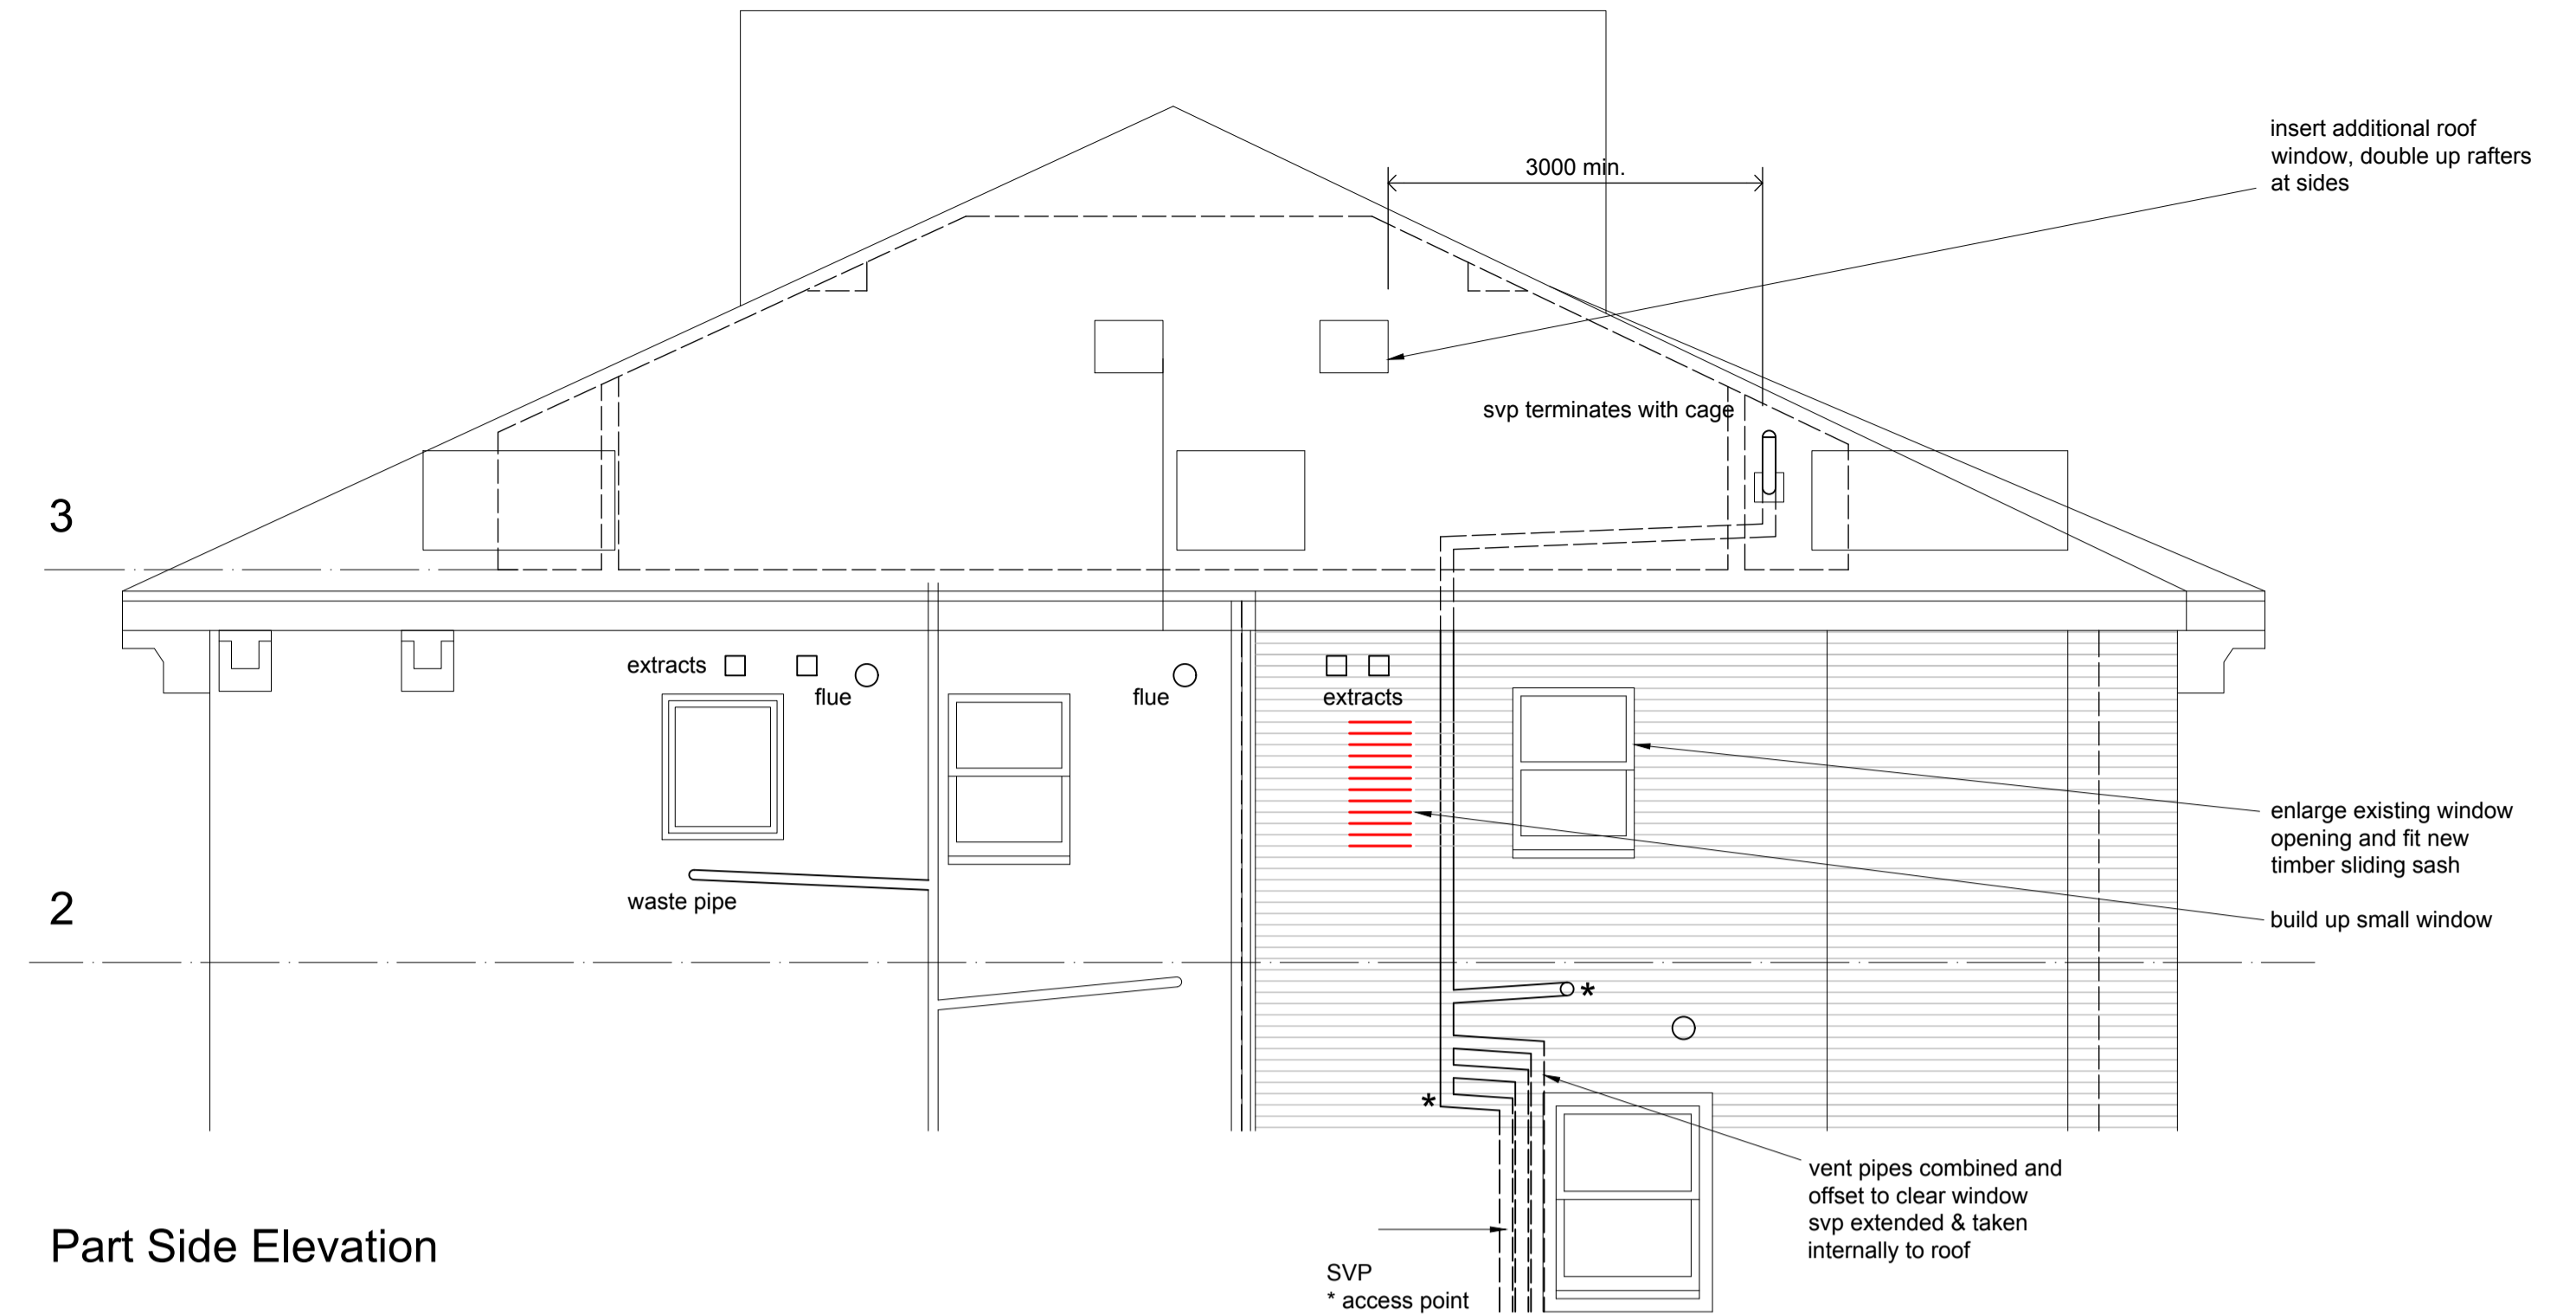 insert additional roof
window, double up rafters
at sides
3000 min.
svp terminates with cage
3
extracts
flue
flue
extracts
enlarge existing window
opening and fit new
timber sliding sash
build up small window
2
waste pipe
*
*
vent pipes combined and
offset to clear window
svp extended & taken
internally to roof
Part Side Elevation
SVP
* access point